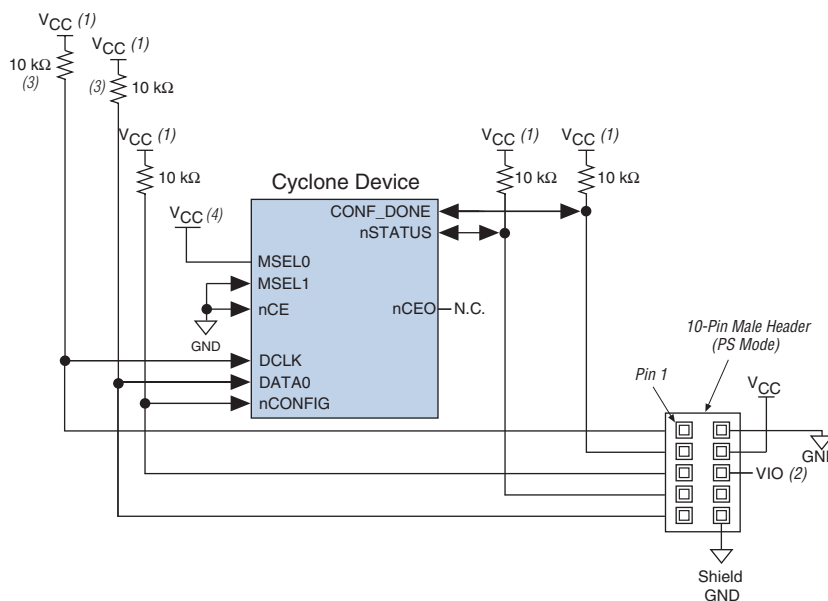 VCC (1)
10 kΩ
(3)
VCC (1)
(3) 10 kΩ
VCC (1)
10 kΩ
VCC (1)
10 kΩ
VCC (1)
10 kΩ
Cyclone Device
VCC (4)
CONF_DONE
nSTATUS
MSEL0
MSEL1
nCE
nCEO
N.C.
GND
DCLK
DATA0
nCONFIG
10-Pin Male Header
(PS Mode)
Pin 1
VCC
GND
VIO (2)
Shield
GND